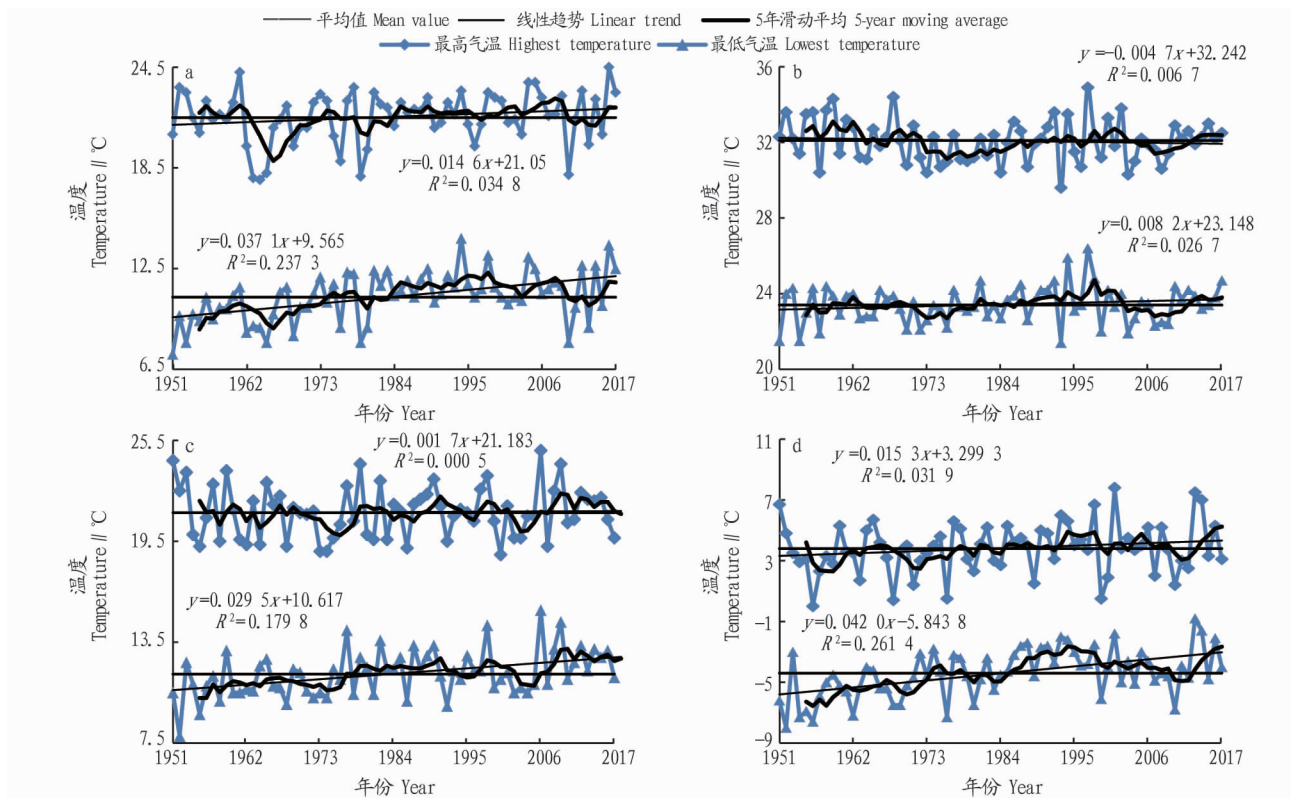 平均值 Mean value 线性趋势 Linear trend 5年滑动平均 5-year moving average
最高气温 Highest temperature 最低气温 Lowest temperature
a
24.5
18.5
12.5
6.5
温度
Temperature // ℃
y=0.014 6x+21.05
R²=0.034 8
y=0.037 1x+9.565
R²=0.237 3
1951 1962 1973 1984 1995 2006 2017
年份 Year
b
36
32
28
24
20
温度
Temperature // ℃
y=-0.004 7x+32.242
R²=0.006 7
y=0.008 2x+23.148
R²=0.026 7
1951 1962 1973 1984 1995 2006 2017
年份 Year
c
25.5
19.5
13.5
7.5
温度
Temperature // ℃
y=0.001 7x+21.183
R²=0.000 5
y=0.029 5x+10.617
R²=0.179 8
1951 1962 1973 1984 1995 2006 2017
年份 Year
d
11
7
3
-1
-5
-9
温度
Temperature // ℃
y=0.015 3x+3.299 3
R²=0.031 9
y=0.042 0x-5.843 8
R²=0.261 4
1951 1962 1973 1984 1995 2006 2017
年份 Year